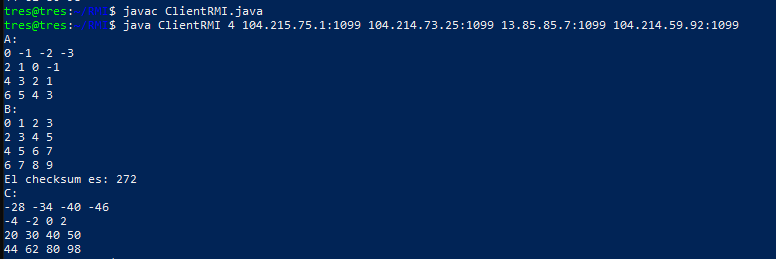 tres@tres:~/RMI$ javac ClientRMI.java
tres@tres:~/RMI$ java ClientRMI 4 104.215.75.1:1099 104.214.73.25:1099 13.85.85.7:1099 104.214.59.92:1099
A:
0 -1 -2 -3
2 1 0 -1
4 3 2 1
6 5 4 3
B:
0 1 2 3
2 3 4 5
4 5 6 7
6 7 8 9
El checksum es: 272
C:
-28 -34 -40 -46
-4 -2 0 2
20 30 40 50
44 62 80 98